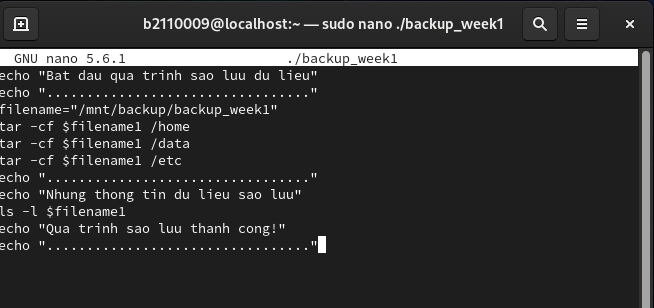 b2110009@localhost:~ — sudo nano ./backup_week1
GNU nano 5.6.1 ./backup_week1
echo "Bat dau qua trinh sao luu du lieu"
echo "................................."
filename="/mnt/backup/backup_week1"
tar -cf $filename1 /home
tar -cf $filename1 /data
tar -cf $filename1 /etc
echo "................................."
echo "Nhung thong tin du lieu sao luu"
ls -l $filename1
echo "Qua trinh sao luu thanh cong!"
echo "................................."